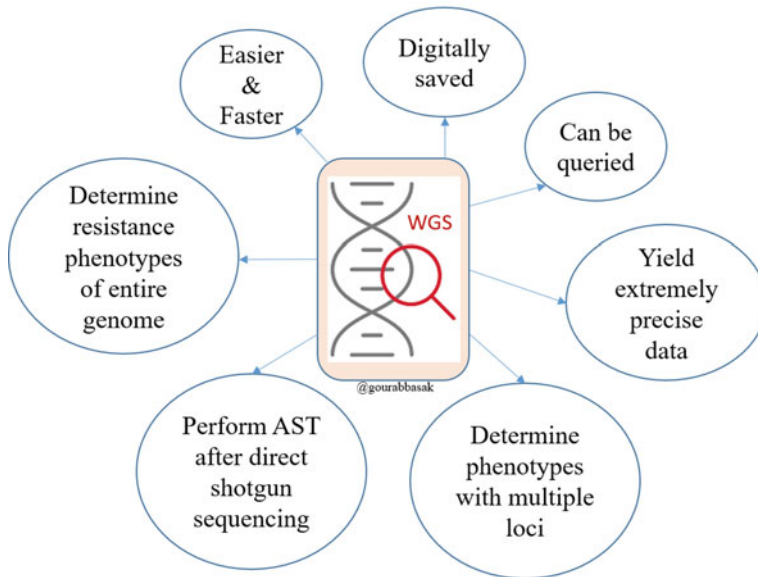 Easier
&
Faster
Digitally
saved
Can be
queried
Determine
resistance
phenotypes
of entire
genome
WGS
Yield
extremely
precise
data
@gourabbasak
Perform AST
after direct
shotgun
sequencing
Determine
phenotypes
with multiple
loci